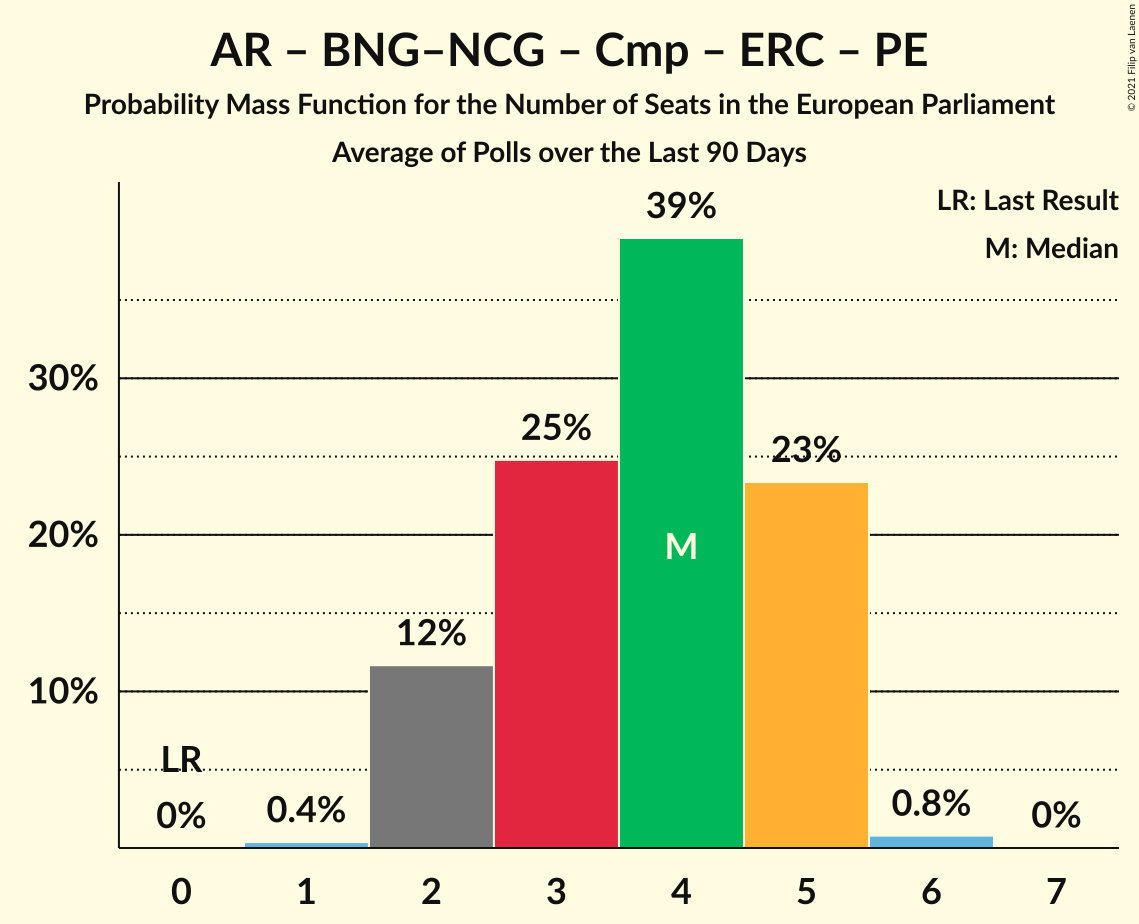 AR – BNG–NCG – Cmp – ERC – PE
Probability Mass Function for the Number of Seats in the European Parliament
Average of Polls over the Last 90 Days
© 2021 Filip van Laenen
LR: Last Result
M: Median
39%
30%
25%
23%
20%
M
12%
10%
LR
0%
0.4%
0.8%
0%
0 1 2 3 4 5 6 7